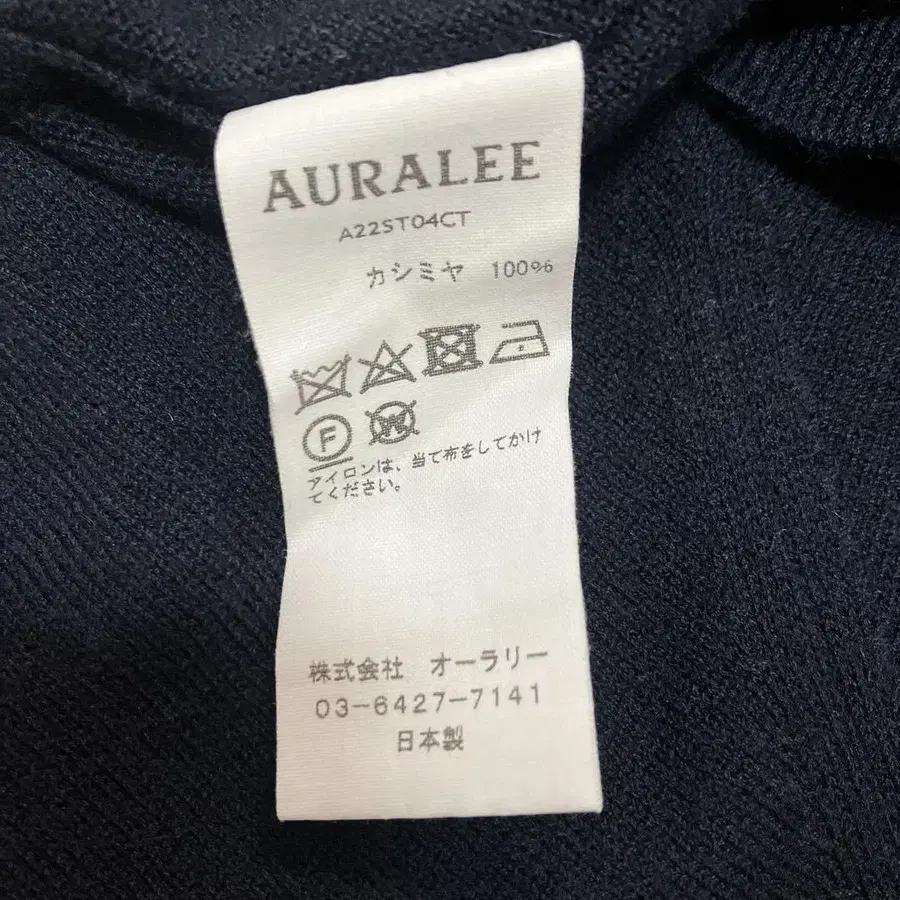 AURALEE
A22ST04CT
カシミヤ 100%
F
W
アイロンは、当て布をしてかけ
てください。
株式会社 オーラリー
03-6427-7141
日本製